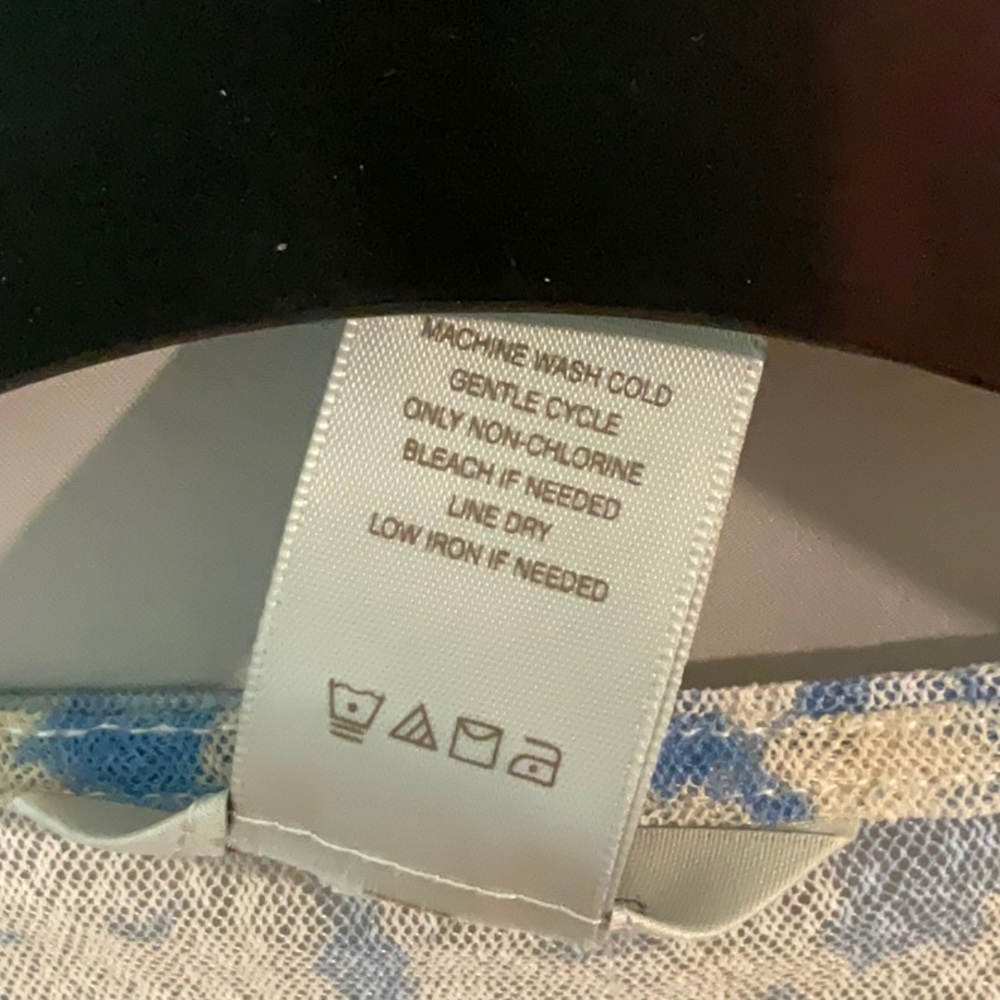 MACHINE WASH COLD
GENTLE CYCLE
ONLY NON-CHLORINE
BLEACH IF NEEDED
LINE DRY
LOW IRON IF NEEDED